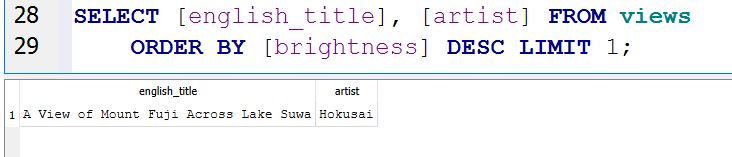 28 SELECT [english_title], [artist] FROM views
29 ORDER BY [brightness] DESC LIMIT 1;
english_title artist
1 A View of Mount Fuji Across Lake Suwa Hokusai